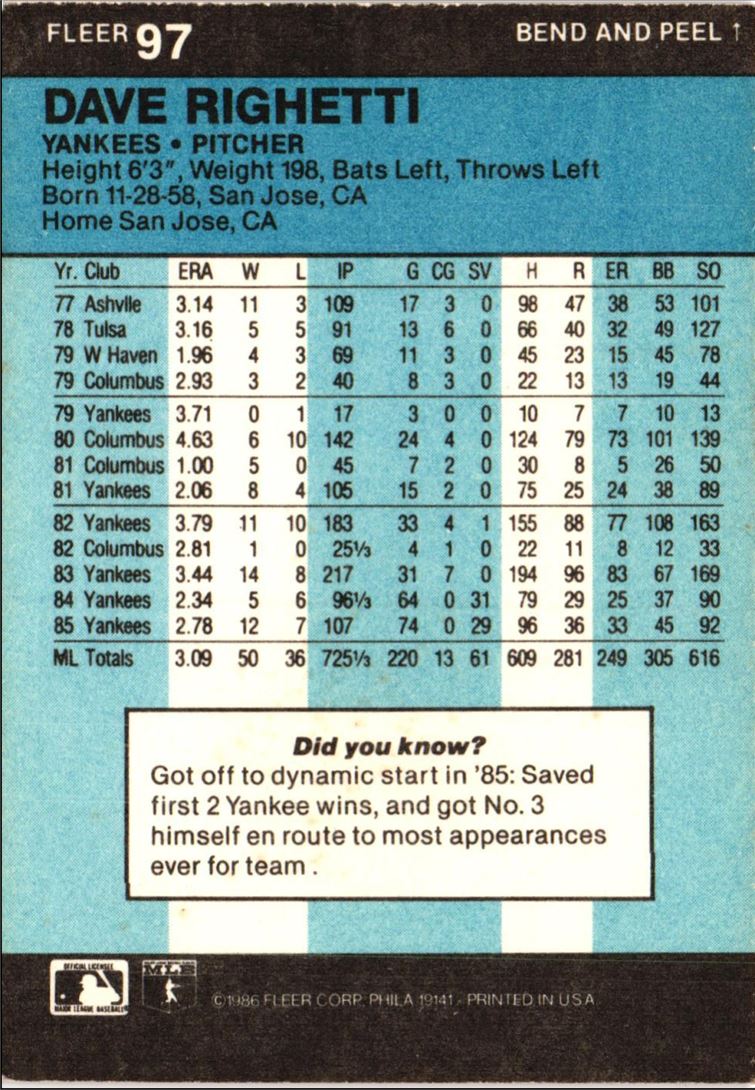 FLEER 97 BEND AND PEEL ↑
DAVE RIGHETTI
YANKEES • PITCHER
Height 6'3", Weight 198, Bats Left, Throws Left
Born 11-28-58, San Jose, CA
Home San Jose, CA
Yr. Club ERA W L IP G CG SV H R ER BB SO
77 Ashvlle 3.14 11 3 109 17 3 0 98 47 38 53 101
78 Tulsa 3.16 5 5 91 13 6 0 66 40 32 49 127
79 W Haven 1.96 4 3 69 11 3 0 45 23 15 45 78
79 Columbus 2.93 3 2 40 8 3 0 22 13 13 19 44
79 Yankees 3.71 0 1 17 3 0 0 10 7 7 10 13
80 Columbus 4.63 6 10 142 24 4 0 124 79 73 101 139
81 Columbus 1.00 5 0 45 7 2 0 30 8 5 26 50
81 Yankees 2.06 8 4 105 15 2 0 75 25 24 38 89
82 Yankees 3.79 11 10 183 33 4 1 155 88 77 108 163
82 Columbus 2.81 1 0 25⅓ 4 1 0 22 11 8 12 33
83 Yankees 3.44 14 8 217 31 7 0 194 96 83 67 169
84 Yankees 2.34 5 6 96⅓ 64 0 31 79 29 25 37 90
85 Yankees 2.78 12 7 107 74 0 29 96 36 33 45 92
ML Totals 3.09 50 36 725⅓ 220 13 61 609 281 249 305 616
Did you know?
Got off to dynamic start in '85: Saved
first 2 Yankee wins, and got No. 3
himself en route to most appearances
ever for team .
OFFICIAL LICENSEE
MAJOR LEAGUE BASEBALL
©1986 FLEER CORP. PHILA 19141 - PRINTED IN U S A